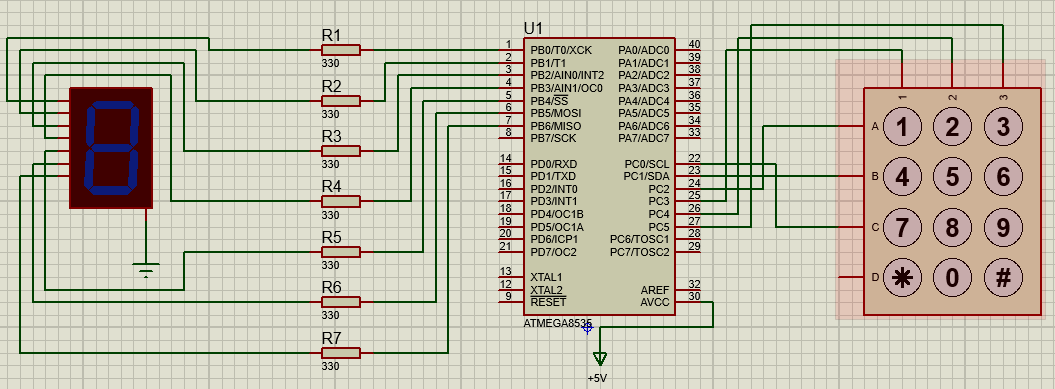 R1
330
R2
330
R3
330
R4
330
R5
330
R6
330
R7
330
U1
1 PB0/T0/XCK PA0/ADC0 40
2 PB1/T1 PA1/ADC1 39
3 PB2/AIN0/INT2 PA2/ADC2 38
4 PB3/AIN1/OC0 PA3/ADC3 37
5 PB4/SS PA4/ADC4 36
6 PB5/MOSI PA5/ADC5 35
7 PB6/MISO PA6/ADC6 34
8 PB7/SCK PA7/ADC7 33
14 PD0/RXD PC0/SCL 22
15 PD1/TXD PC1/SDA 23
16 PD2/INT0 PC2 24
17 PD3/INT1 PC3 25
18 PD4/OC1B PC4 26
19 PD5/OC1A PC5 27
20 PD6/ICP1 PC6/TOSC1 28
21 PD7/OC2 PC7/TOSC2 29
13 XTAL1
12 XTAL2 AREF 32
9 RESET AVCC 30
ATMEGA8535
+5V
1 2 3
A 1 2 3
B 4 5 6
C 7 8 9
D * 0 #